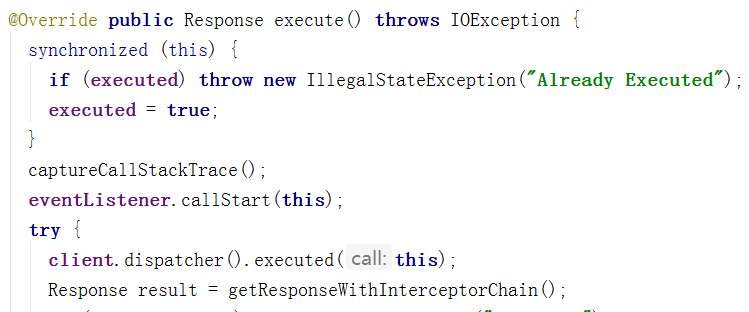 @Override public Response execute() throws IOException {
synchronized (this) {
if (executed) throw new IllegalStateException("Already Executed");
executed = true;
}
captureCallStackTrace();
eventListener.callStart(this);
try {
client.dispatcher().executed( call: this);
Response result = getResponseWithInterceptorChain();